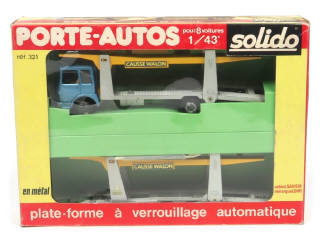 PORTE-AUTOS
pour 8 voitures
1/43e
solido
réf. 321
CAUSSE WALON
CAUSSE WALON
en métal
plate-forme à verrouillage automatique